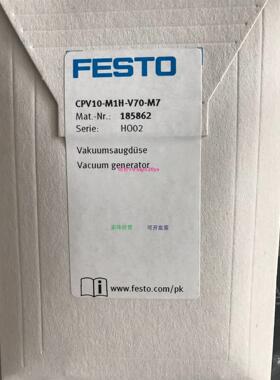 FESTO
CPV10-M1H-V70-M7
Mat.-Nr.: 185862
Serie: HO02
Vakuumsaugdüse
Vacuum generator
www.festo.com/pk